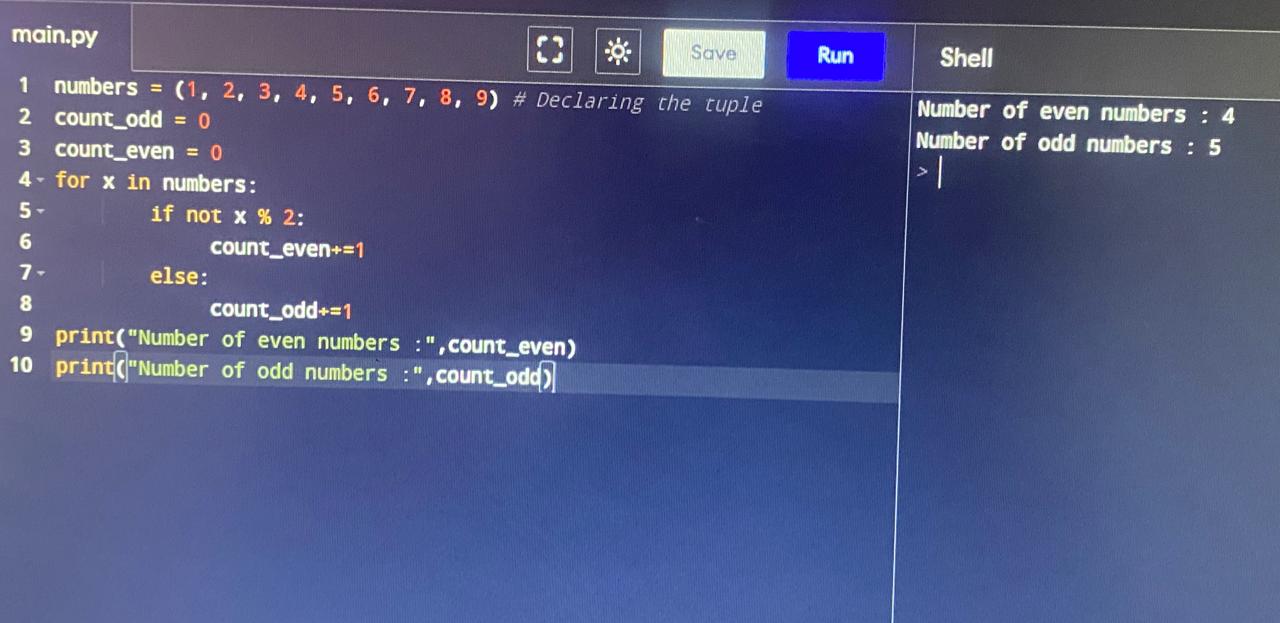 main.py
Save
Run
Shell
1 numbers = (1, 2, 3, 4, 5, 6, 7, 8, 9) # Declaring the tuple
2 count_odd = 0
3 count_even = 0
4 for x in numbers:
5 if not x % 2:
6 count_even+=1
7 else:
8 count_odd+=1
9 print("Number of even numbers :",count_even)
10 print("Number of odd numbers :",count_odd)
Number of even numbers : 4
Number of odd numbers : 5
>